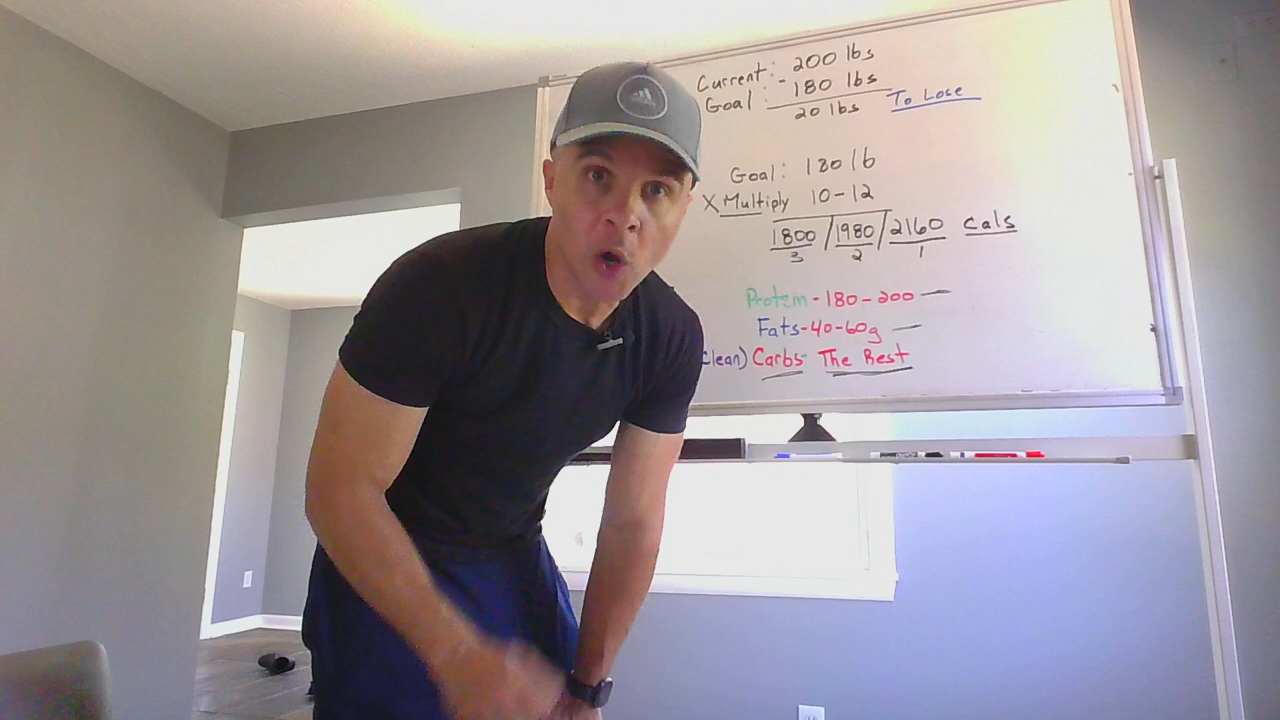 Current: 200 lbs
Goal: - 180 lbs
20 lbs To Lose
Goal: 180 lb
X Multiply 10-12
1800 / 1980 / 2160 cals
3 2 1
Protein - 180 - 200 —
Fats - 40 - 60g —
Clean) Carbs - The Rest